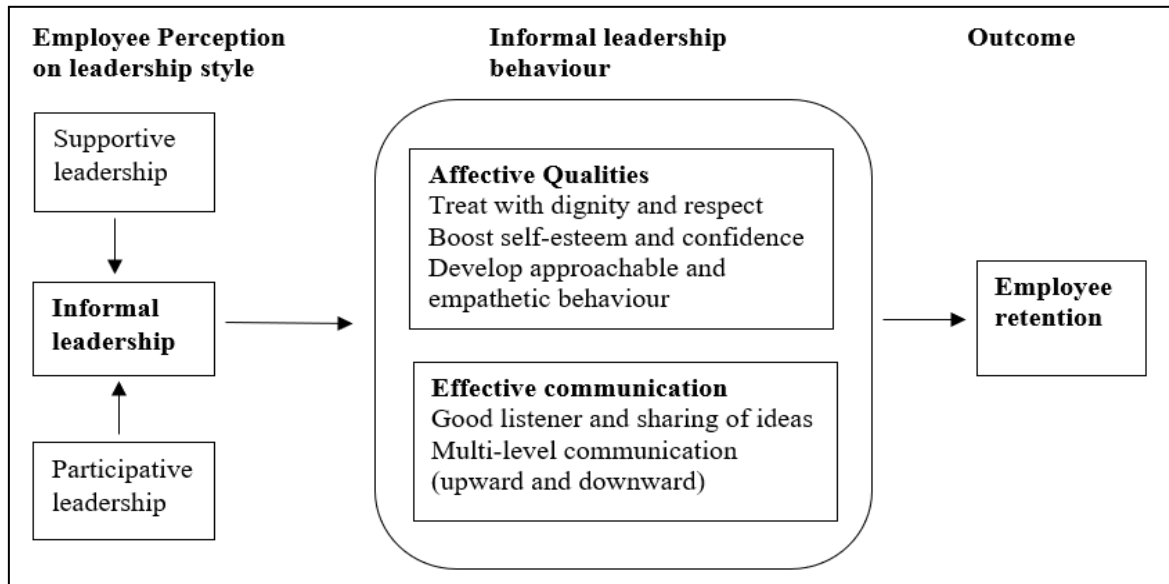 Employee Perception
on leadership style
Informal leadership
behaviour
Outcome
Supportive
leadership
Informal
leadership
Participative
leadership
Affective Qualities
Treat with dignity and respect
Boost self-esteem and confidence
Develop approachable and
empathetic behaviour
Effective communication
Good listener and sharing of ideas
Multi-level communication
(upward and downward)
Employee
retention